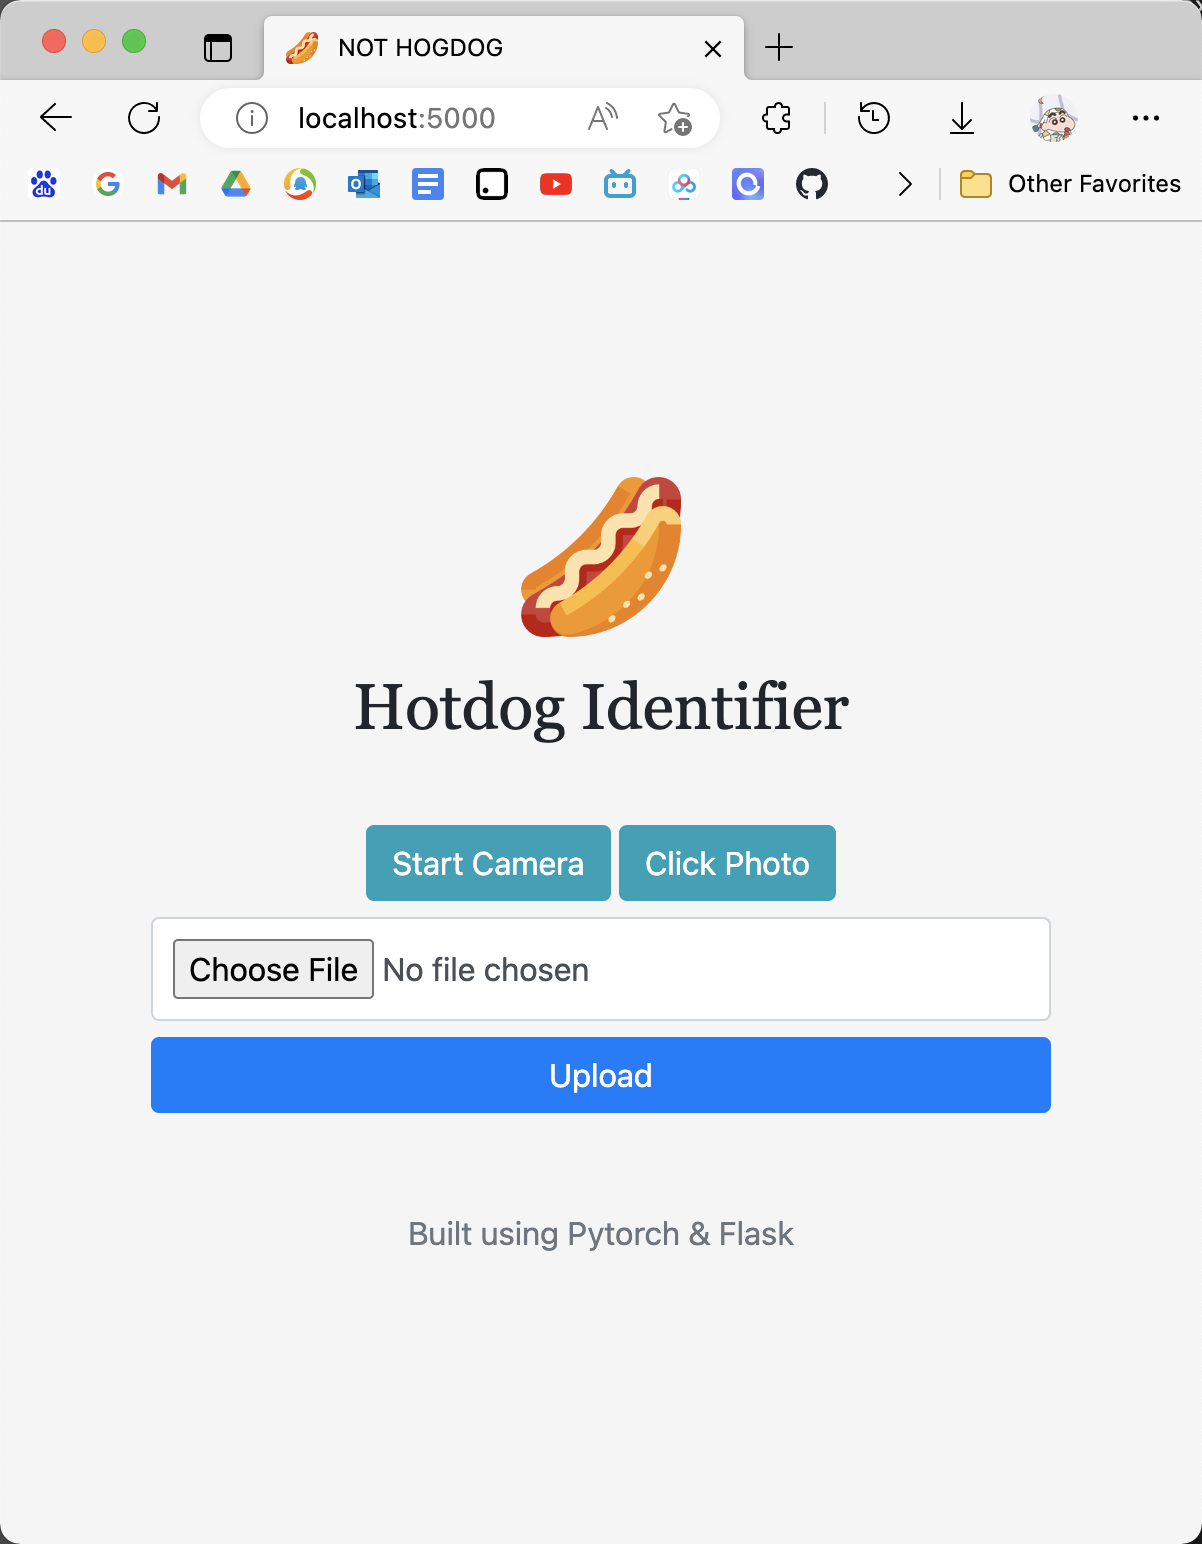 NOT HOGDOG
localhost:5000
du
Other Favorites
Hotdog Identifier
Start Camera Click Photo
Choose File No file chosen
Upload
Built using Pytorch & Flask